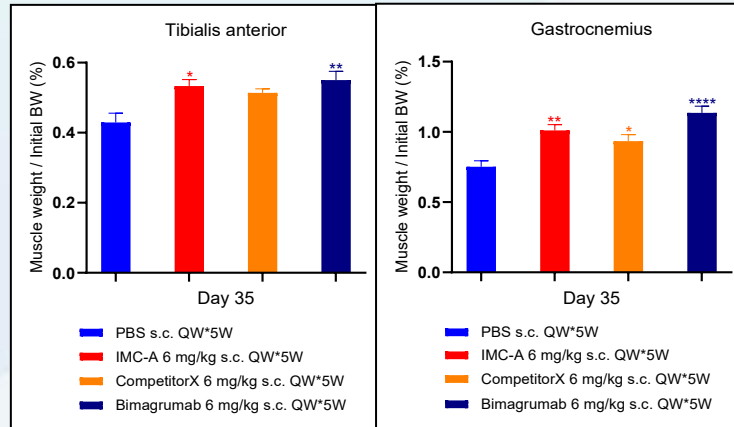 Tibialis anterior
Muscle weight / Initial BW (%)
0.6
0.4
0.2
0.0
*
**
Day 35
PBS s.c. QW*5W
IMC-A 6 mg/kg s.c. QW*5W
CompetitorX 6 mg/kg s.c. QW*5W
Bimagrumab 6 mg/kg s.c. QW*5W
Gastrocnemius
Muscle weight / Initial BW (%)
1.5
1.0
0.5
0.0
**
*
****
Day 35
PBS s.c. QW*5W
IMC-A 6 mg/kg s.c. QW*5W
CompetitorX 6 mg/kg s.c. QW*5W
Bimagrumab 6 mg/kg s.c. QW*5W